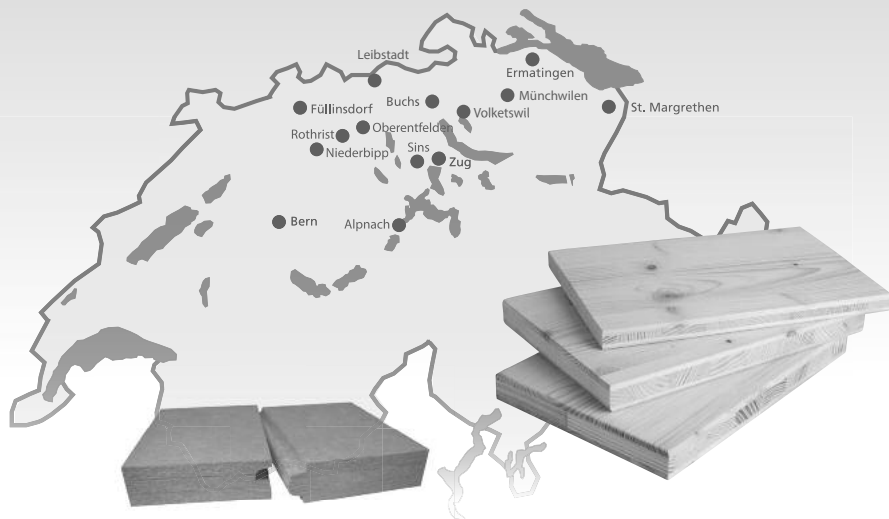 Leibstadt
Ermatingen
Füllinsdorf
Buchs
Münchwilen
Volketswil
St. Margrethen
Oberentfelden
Rothrist
Niederbipp
Sins
Zug
Bern
Alpnach